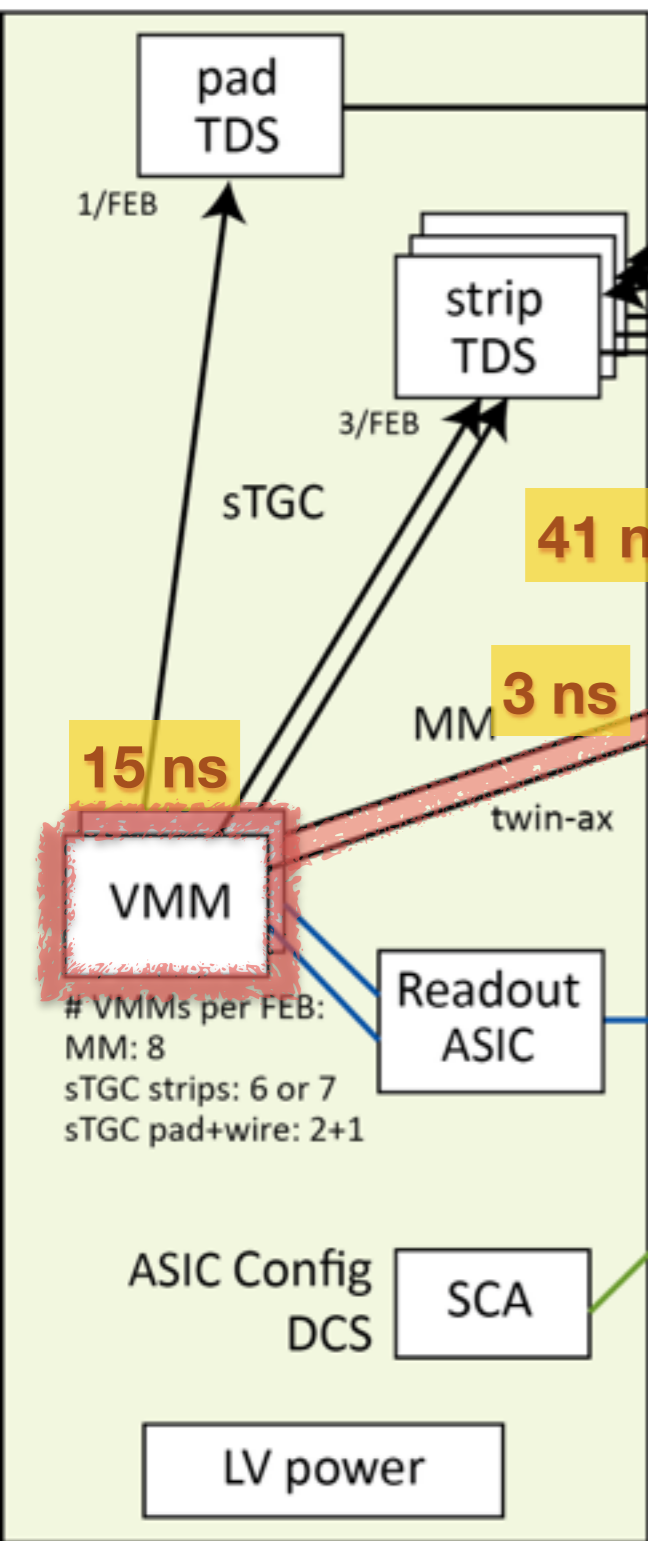 pad
TDS
1/FEB
strip
TDS
3/FEB
sTGC
41 n
3 ns
MM
15 ns
twin-ax
VMM
# VMMs per FEB:
MM: 8
sTGC strips: 6 or 7
sTGC pad+wire: 2+1
Readout
ASIC
ASIC Config
DCS
SCA
LV power